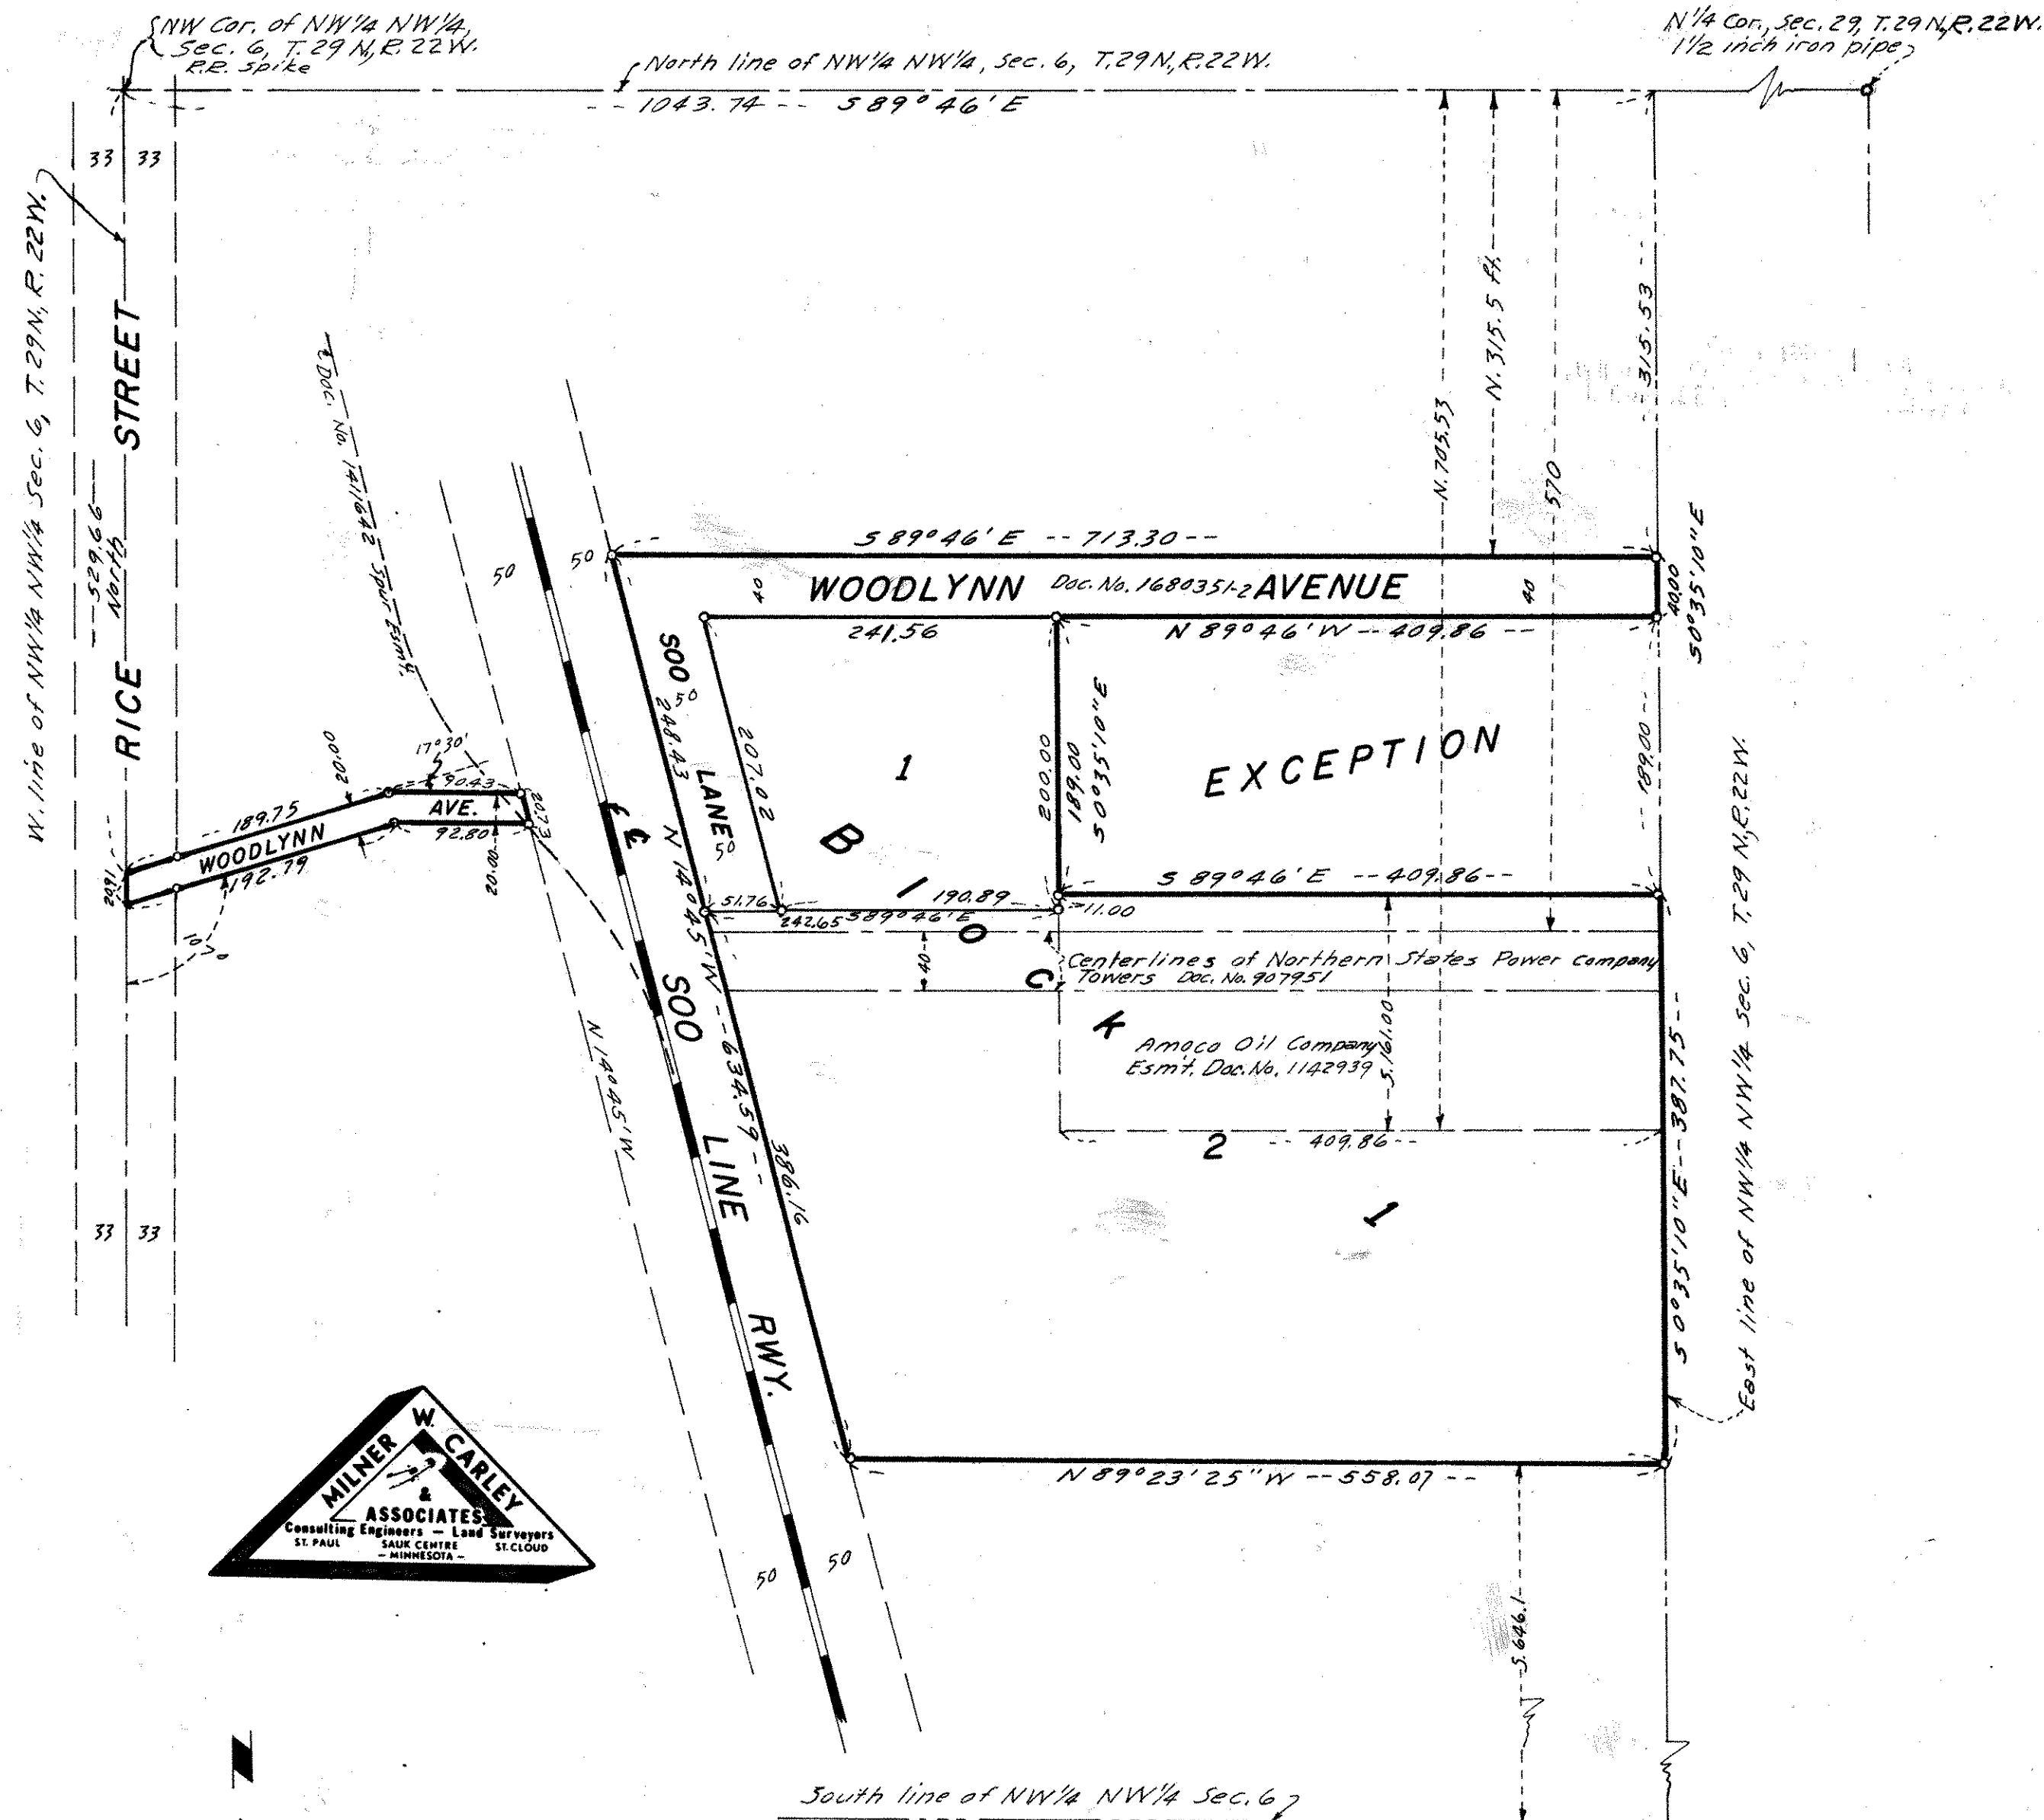 NW Cor. of NW1/4 NW1/4,
Sec. 6, T. 29 N, R. 22 W.
R.R. Spike
North line of NW1/4 NW1/4, Sec. 6, T. 29 N., R. 22 W.
-- 1043.74 -- S 89° 46' E
N1/4 Cor., Sec. 29, T. 29 N., R. 22 W.
1 1/2 inch iron pipe
33 33
W. line of NW1/4 NW1/4 Sec. 6, T. 29 N., R. 22 W.
-- 529.66 --
North
RICE STREET
Doc. No. 1411642 Spur Esm't.
N. 705.53
N. 315.5 ft.
570
315.53 --
50 50
S 89° 46' E -- 713.30 --
40 WOODLYNN Doc. No. 1680351-2 AVENUE 40
40.00
S 0° 35' 10" E
241.56
N 89° 46' W -- 409.86 --
SOO LANE
50
50
248.43
207.02
1
200.00
189.00
S 0° 35' 10" E
EXCEPTION
-- 189.00 --
East line of NW1/4 NW1/4 Sec. 6, T. 29 N., R. 22 W.
20.00
17° 30'
90.43
AVE.
92.80
20.73
20.00
-- 189.75
WOODLYNN
192.79
20.91
S 89° 46' E -- 409.86 --
51.76
190.89
11.00
242.65 S 89° 46' E
BLOCK 1
40
Centerlines of Northern States Power Company
Towers Doc. No. 907951
Amoco Oil Company
Esm't. Doc. No. 1142939
S. 161.00
2 -- 409.86 --
N 14° 45' W -- 634.59 --
386.16
N 14° 45' W
℄
SOO LINE RWY.
S 0° 35' 10" E -- 387.75 --
33 33
N 89° 23' 25" W -- 558.07 --
50 50
S. 646.1
MILNER W. CARLEY
&
ASSOCIATES
Consulting Engineers — Land Surveyors
ST. PAUL SAUK CENTRE ST. CLOUD
— MINNESOTA —
South line of NW1/4 NW1/4 Sec. 6